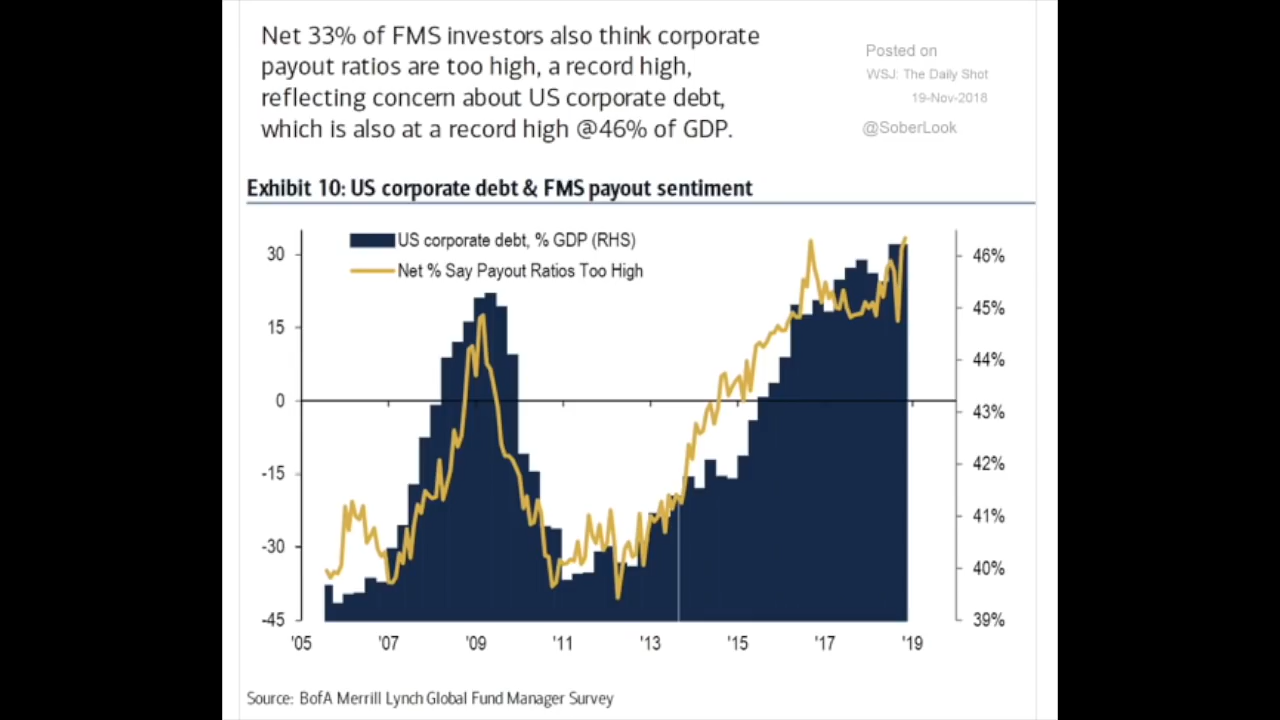 Net 33% of FMS investors also think corporate
payout ratios are too high, a record high,
reflecting concern about US corporate debt,
which is also at a record high @46% of GDP.
Posted on
WSJ: The Daily Shot
19-Nov-2018
@SoberLook
Exhibit 10: US corporate debt & FMS payout sentiment
US corporate debt, % GDP (RHS)
Net % Say Payout Ratios Too High
30
15
0
-15
-30
-45
46%
45%
44%
43%
42%
41%
40%
39%
'05 '07 '09 '11 '13 '15 '17 '19
Source: BofA Merrill Lynch Global Fund Manager Survey